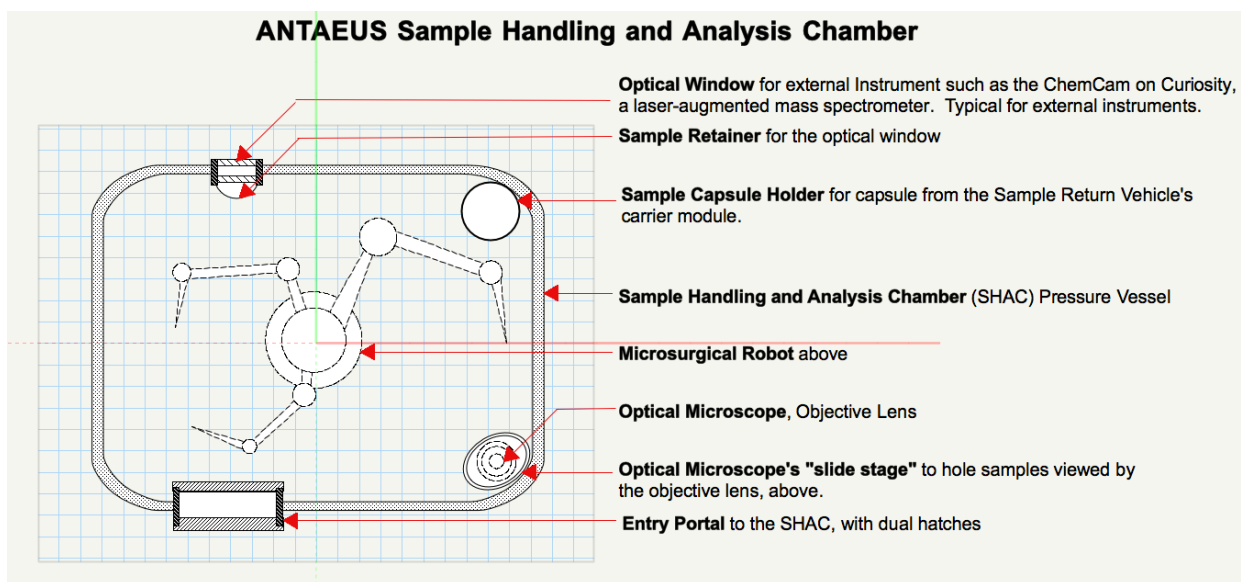 ANTAEUS Sample Handling and Analysis Chamber
Optical Window for external Instrument such as the ChemCam on Curiosity,
a laser-augmented mass spectrometer. Typical for external instruments.
Sample Retainer for the optical window
Sample Capsule Holder for capsule from the Sample Return Vehicle's
carrier module.
Sample Handling and Analysis Chamber (SHAC) Pressure Vessel
Microsurgical Robot above
Optical Microscope, Objective Lens
Optical Microscope's "slide stage" to hole samples viewed by
the objective lens, above.
Entry Portal to the SHAC, with dual hatches